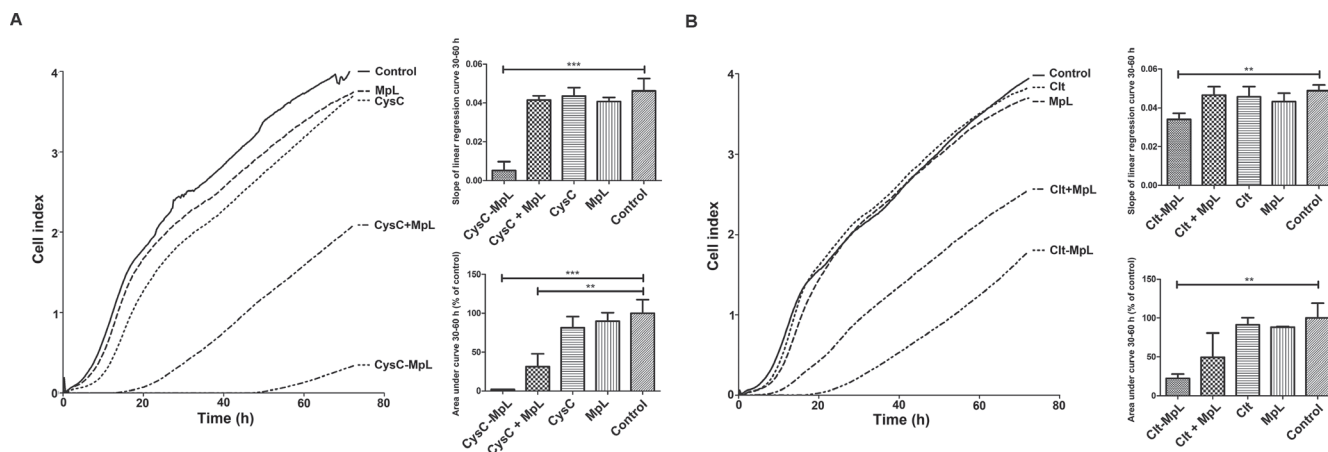 A
Cell index
4
3
2
1
0
0
20
40
60
80
Time (h)
Control
MpL
CysC
CysC+MpL
CysC-MpL
Slope of linear regression curve 30-60 h
0.06
0.04
0.02
0.00
***
CysC-MpL
CysC + MpL
CysC
MpL
Control
Area under curve 30-60 h (% of control)
150
100
50
0
***
**
CysC-MpL
CysC + MpL
CysC
MpL
Control
B
Cell index
4
3
2
1
0
0
20
40
60
80
Time (h)
Control
Clt
MpL
Clt+MpL
Clt-MpL
Slope of linear regression curve 30-60 h
0.06
0.04
0.02
0.00
**
Clt-MpL
Clt + MpL
Clt
MpL
Control
Area under curve 30-60 h (% of control)
150
100
50
0
**
Clt-MpL
Clt + MpL
Clt
MpL
Control